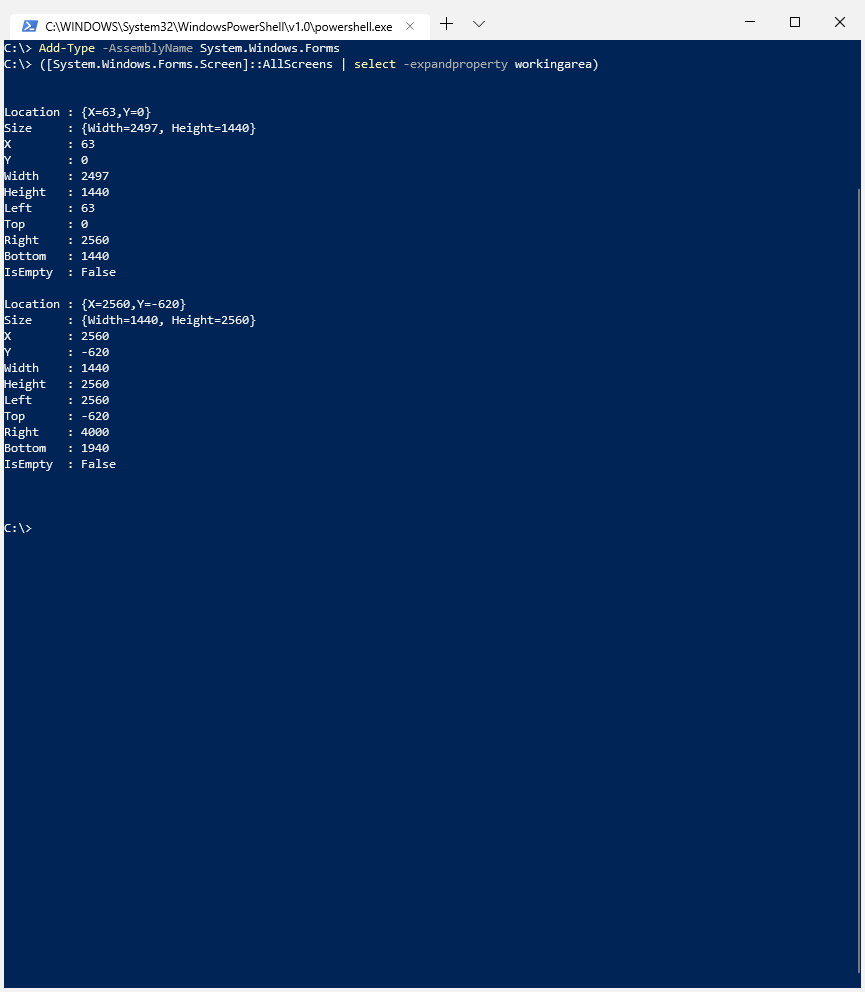 C:\WINDOWS\System32\WindowsPowerShell\v1.0\powershell.exe
C:\> Add-Type -AssemblyName System.Windows.Forms
C:\> ([System.Windows.Forms.Screen]::AllScreens | select -expandproperty workingarea)
Location : {X=63,Y=0}
Size     : {Width=2497, Height=1440}
X        : 63
Y        : 0
Width    : 2497
Height   : 1440
Left     : 63
Top      : 0
Right    : 2560
Bottom   : 1440
IsEmpty  : False
Location : {X=2560,Y=-620}
Size     : {Width=1440, Height=2560}
X        : 2560
Y        : -620
Width    : 1440
Height   : 2560
Left     : 2560
Top      : -620
Right    : 4000
Bottom   : 1940
IsEmpty  : False
C:\>